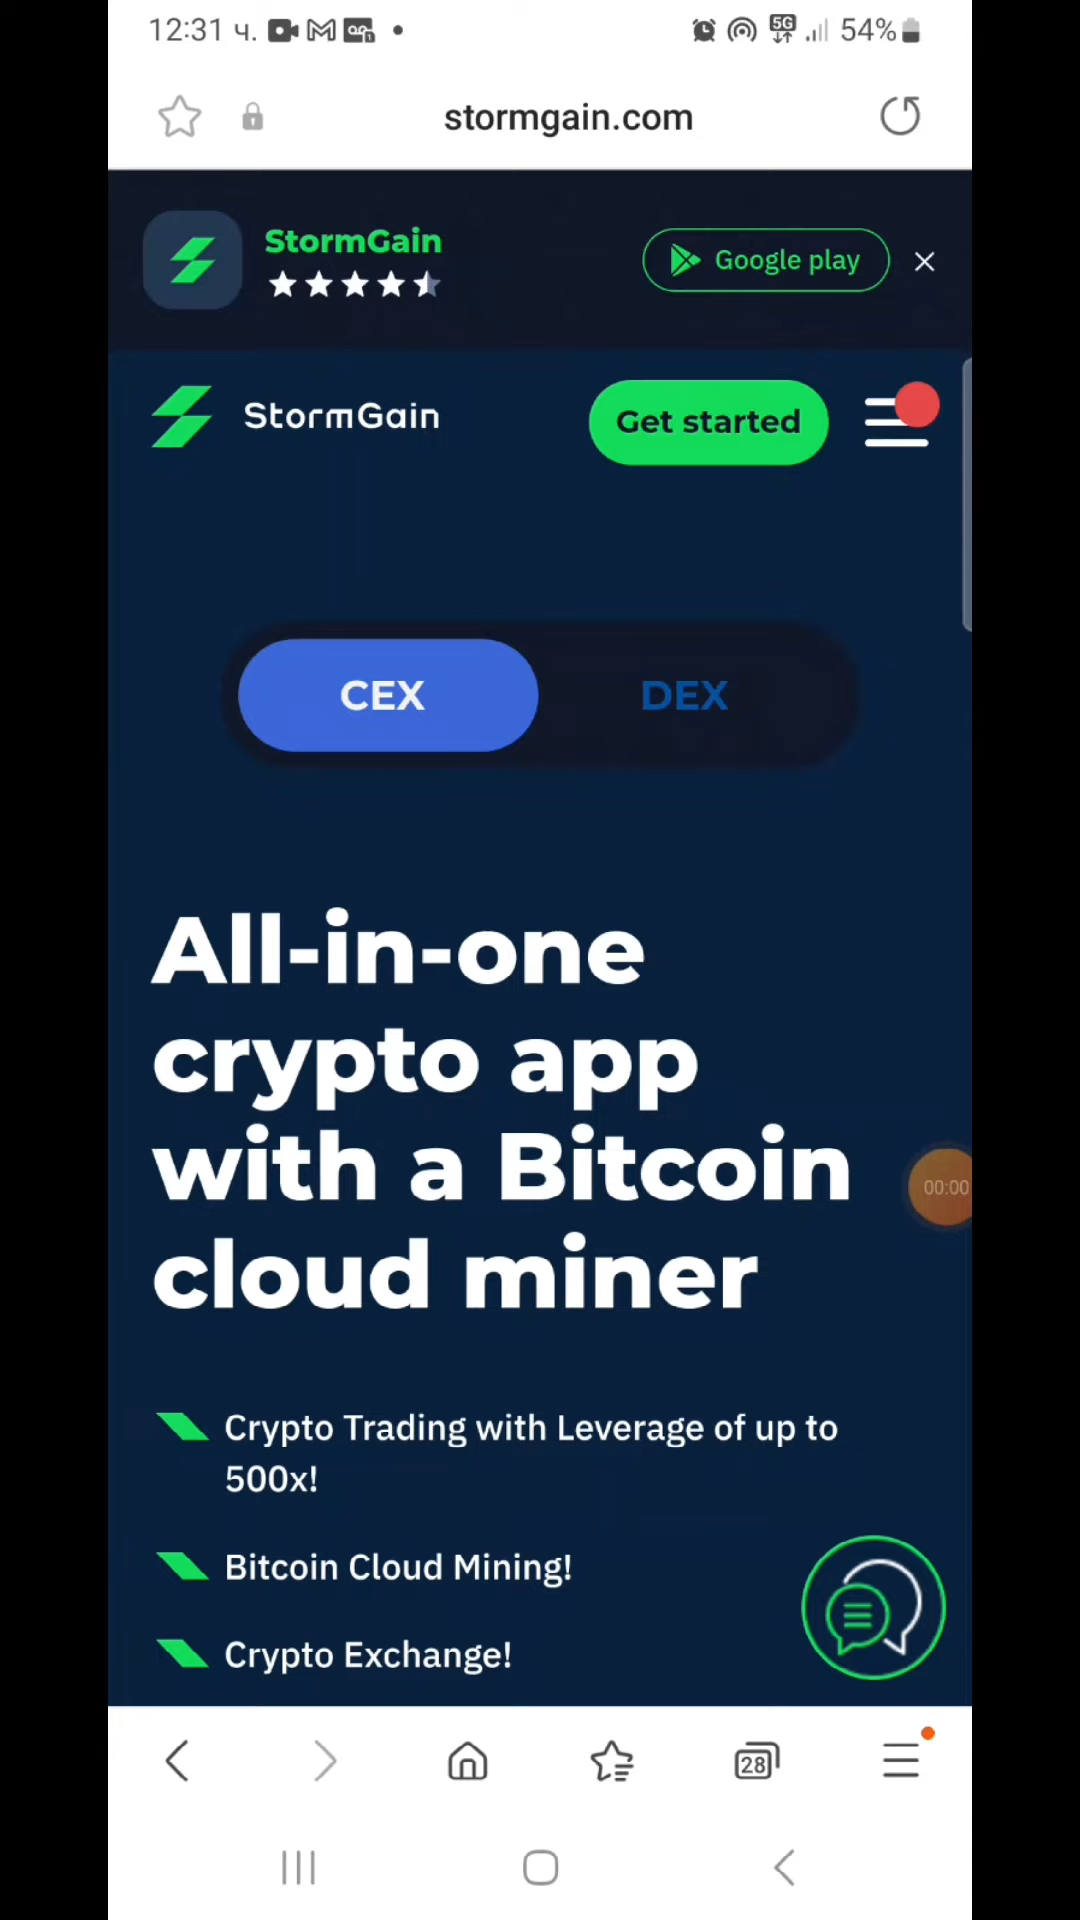 12:31 ч.
5G
54%
stormgain.com
StormGain
Google play
StormGain
Get started
CEX
DEX
All-in-one
crypto app
with a Bitcoin
cloud miner
00:00
Crypto Trading with Leverage of up to
500x!
Bitcoin Cloud Mining!
Crypto Exchange!
28